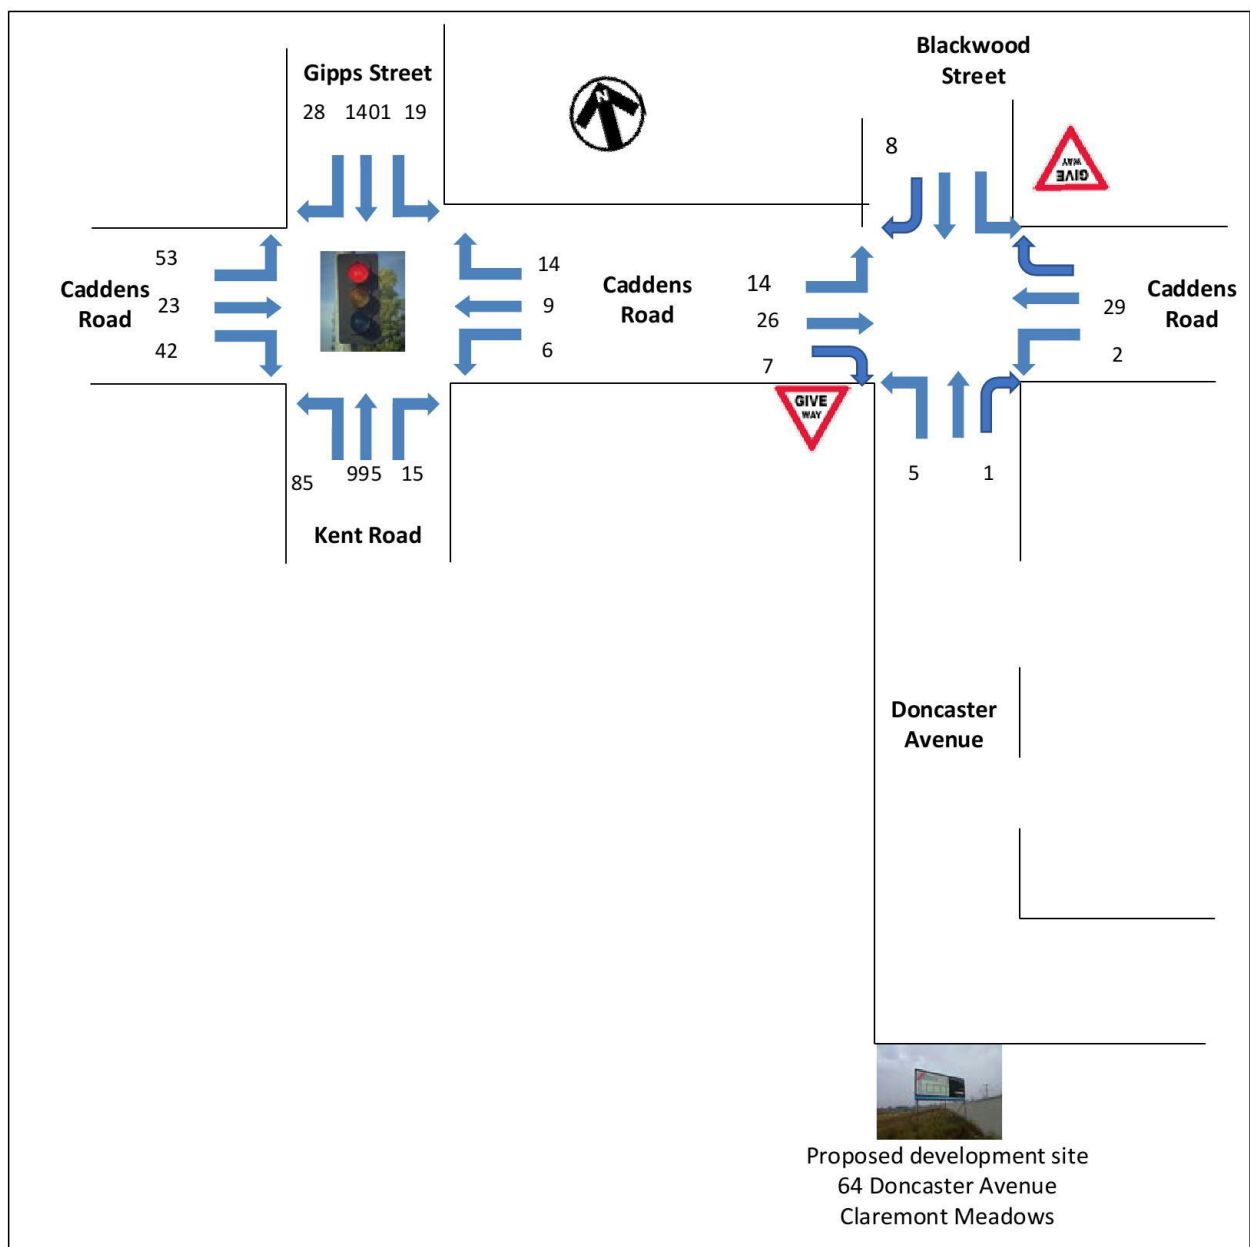 Gipps Street
28 1401 19
N
Blackwood
Street
8
GIVE
WAY
53
23
42
Caddens
Road
14
9
6
Caddens
Road
14
26
7
29
2
Caddens
Road
GIVE
WAY
85 995 15
Kent Road
5 1
Doncaster
Avenue
Proposed development site
64 Doncaster Avenue
Claremont Meadows